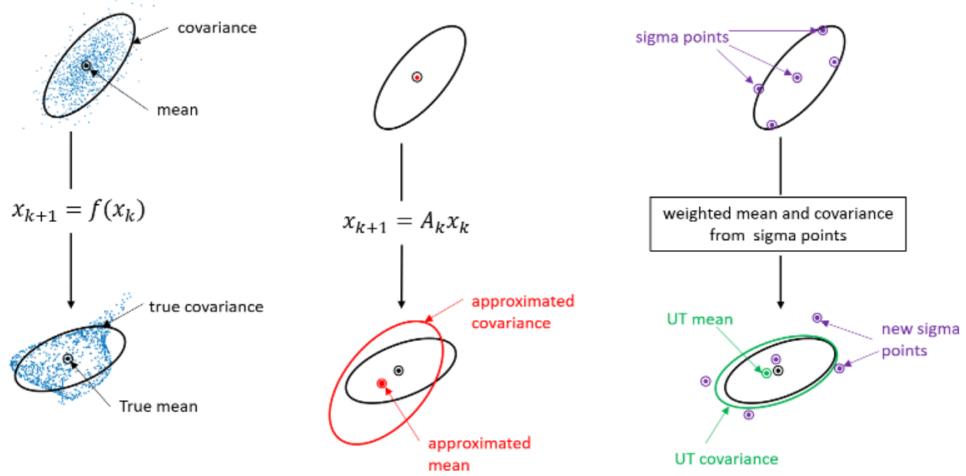 covariance
mean
x_{k+1} = f(x_k)
true covariance
True mean
x_{k+1} = A_k x_k
approximated
covariance
approximated
mean
sigma points
weighted mean and covariance
from sigma points
UT mean
new sigma
points
UT covariance